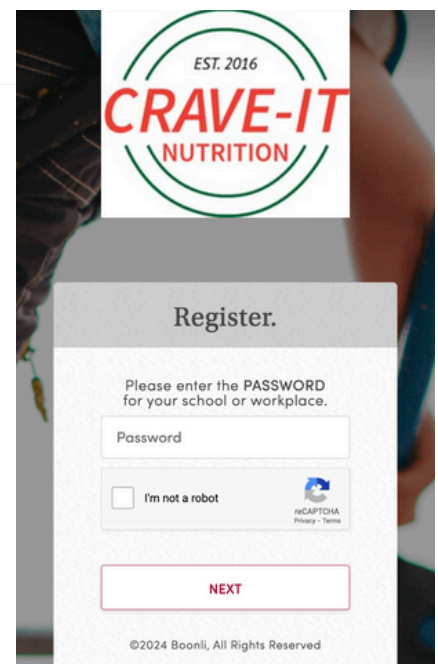 EST. 2016
CRAVE-IT
NUTRITION
Register.
Please enter the PASSWORD
for your school or workplace.
Password
I'm not a robot
reCAPTCHA
Privacy - Terms
NEXT
©2024 Boonli, All Rights Reserved